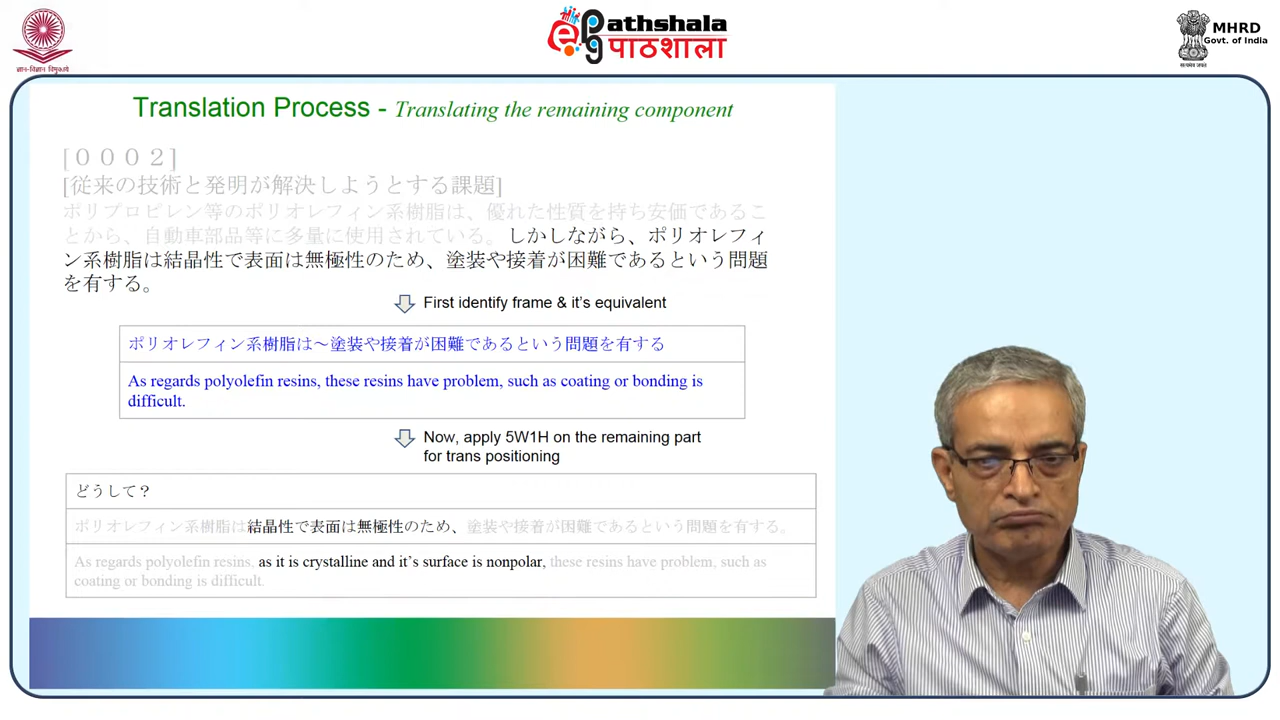 ज्ञान-विज्ञान विमुक्तये
epathshala
पाठशाला
MHRD
Govt. of India
सत्यमेव जयते
Translation Process - Translating the remaining component
[０００２]
[従来の技術と発明が解決しようとする課題]
ポリプロピレン等のポリオレフィン系樹脂は、優れた性質を持ち安価であるこ
とから、自動車部品等に多量に使用されている。しかしながら、ポリオレフィ
ン系樹脂は結晶性で表面は無極性のため、塗装や接着が困難であるという問題
を有する。
First identify frame & it's equivalent
ポリオレフィン系樹脂は～塗装や接着が困難であるという問題を有する
As regards polyolefin resins, these resins have problem, such as coating or bonding is
difficult.
Now, apply 5W1H on the remaining part
for trans positioning
どうして？
ポリオレフィン系樹脂は結晶性で表面は無極性のため、塗装や接着が困難であるという問題を有する。
As regards polyolefin resins, as it is crystalline and it's surface is nonpolar, these resins have problem, such as
coating or bonding is difficult.